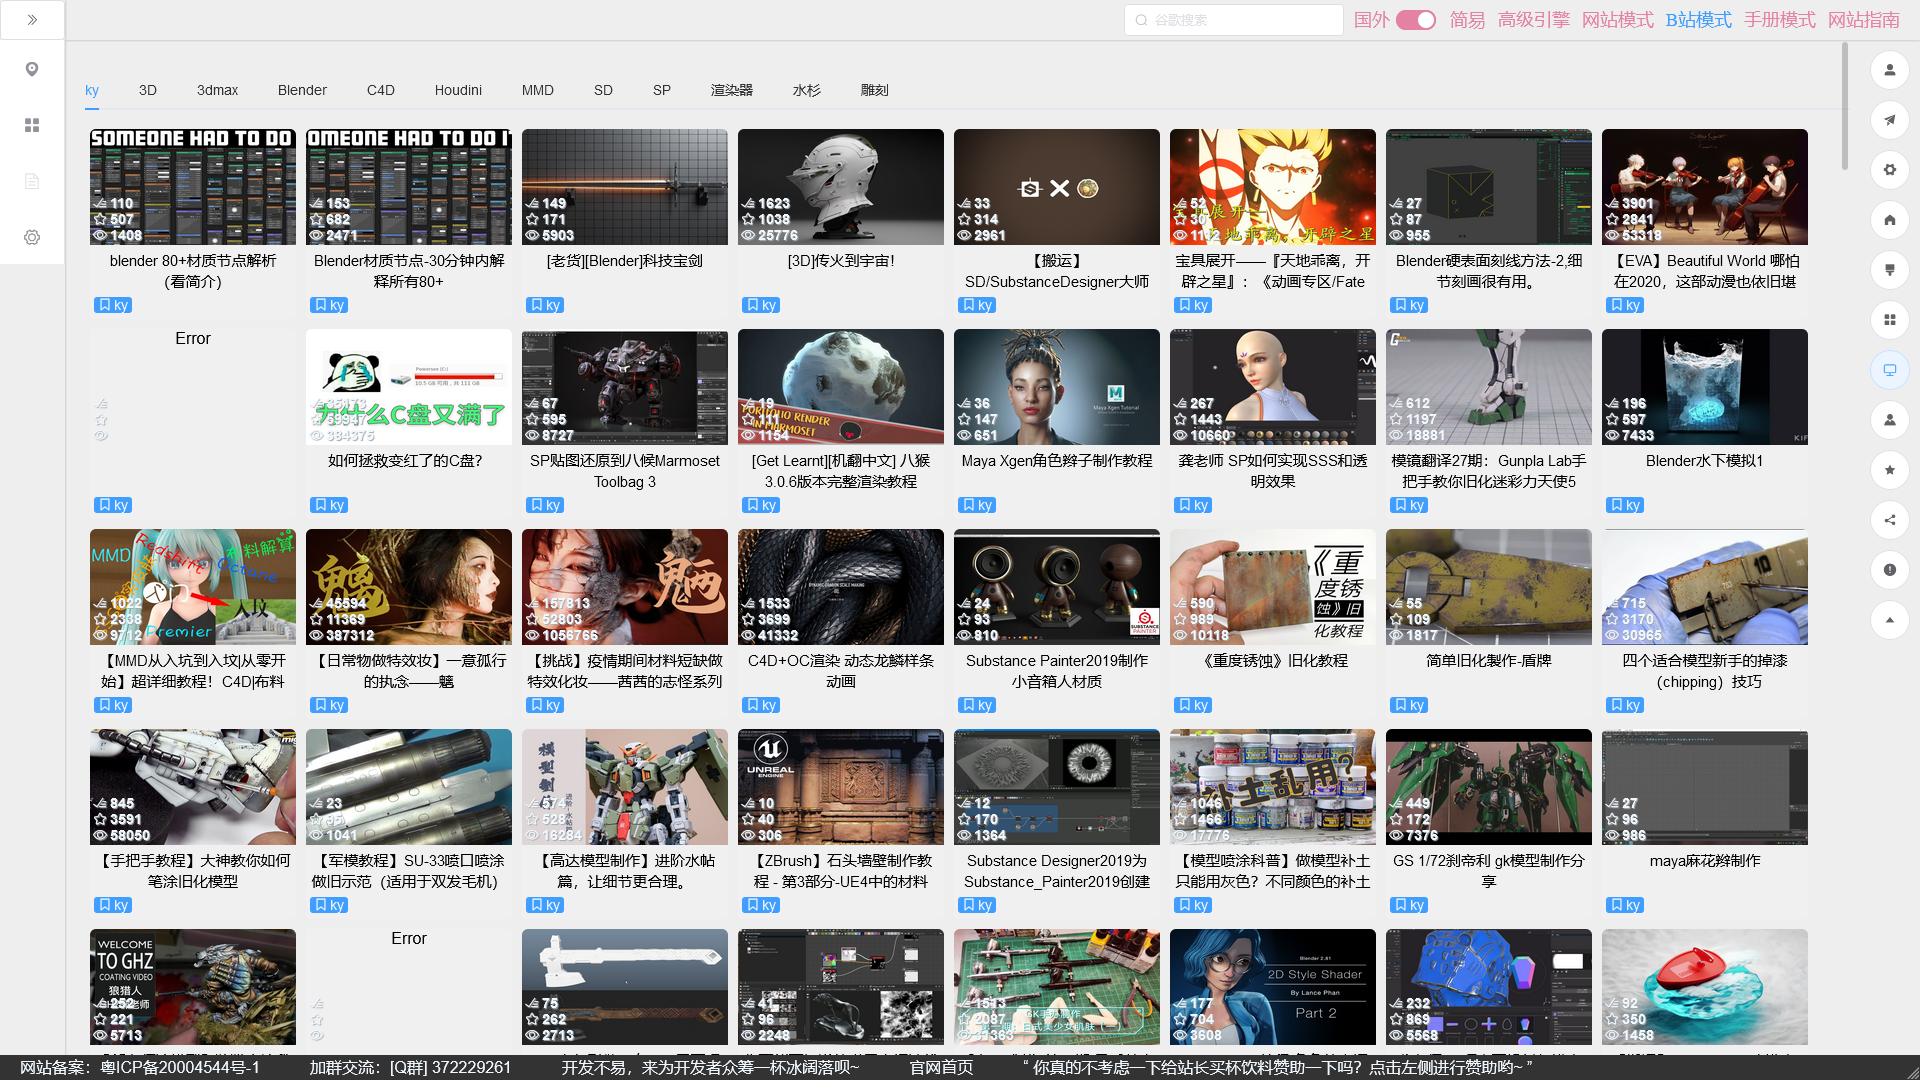 谷歌搜索
国外 简易 高级引擎 网站模式 B站模式 手册模式 网站指南
ky 3D 3dmax Blender C4D Houdini MMD SD SP 渲染器 水杉 雕刻
SOMEONE HAD TO DO
110
507
1408
blender 80+材质节点解析
(看简介)
ky
OMEONE HAD TO DO I
153
682
2471
Blender材质节点-30分钟内解
释所有80+
ky
149
171
5903
[老货][Blender]科技宝剑
ky
1623
1038
25776
[3D]传火到宇宙!
ky
33
314
2961
【搬运】
SD/SubstanceDesigner大师
ky
52
30
宝具展开——『天地乖离，开
辟之星』：《动画专区/Fate
ky
27
87
955
Blender硬表面刻线方法-2,细
节刻画很有用。
ky
3901
2841
53318
【EVA】Beautiful World 哪怕
在2020，这部动漫也依旧堪
ky
Error
ky
为什么C盘又满了
384375
如何拯救变红了的C盘?
ky
67
595
8727
SP贴图还原到八候Marmoset
Toolbag 3
ky
PORTFOLIO RENDER
IN MARMOSET
19
111
1154
[Get Learnt][机翻中文] 八猴
3.0.6版本完整渲染教程
ky
Maya Xgen Tutorial
36
147
651
Maya Xgen角色辫子制作教程
ky
267
1443
10660
龚老师 SP如何实现SSS和透
明效果
ky
612
1197
18881
模镜翻译27期：Gunpla Lab手
把手教你旧化迷彩力天使5
ky
KIF
196
597
7433
Blender水下模拟1
ky
MMD Redshift 布料解算
Octane
入坟
Premier
1022
2338
9712
【MMD从入坑到入坟|从零开
始】超详细教程！C4D|布料
ky
魑
45594
11369
387312
【日常物做特效妆】一意孤行
的执念——魑
ky
魉
157813
52803
1056766
【挑战】疫情期间材料短缺做
特效化妆——茜茜的志怪系列
ky
DYNAMIC DRAGON SCALE MAKING
1533
3699
41332
C4D+OC渲染 动态龙鳞样条
动画
ky
SUBSTANCE
PAINTER
24
93
810
Substance Painter2019制作
小音箱人材质
ky
《重
度锈
蚀》旧
化教程
590
989
10118
《重度锈蚀》旧化教程
ky
55
109
1817
简单旧化製作-盾牌
ky
10
715
3170
30965
四个适合模型新手的掉漆
（chipping）技巧
ky
845
3591
58050
【手把手教程】大神教你如何
笔涂旧化模型
ky
23
95
1041
【军模教程】SU-33喷口喷涂
做旧示范（适用于双发毛机）
ky
574
528
16284
【高达模型制作】进阶水帖
篇，让细节更合理。
ky
UNREAL
ENGINE
10
40
306
【ZBrush】石头墙壁制作教
程 - 第3部分-UE4中的材料
ky
12
170
1364
Substance Designer2019为
Substance_Painter2019创建
ky
补土乱用?
1046
1466
17776
【模型喷涂科普】做模型补土
只能用灰色？不同颜色的补土
ky
449
172
7376
GS 1/72刹帝利 gk模型制作分
享
ky
27
96
986
maya麻花辫制作
ky
WELCOME
TO GHZ
COATING VIDEO
狼猎人
252
221
5713
Error
75
262
2713
41
96
2248
1513
2087
Blender 2.81
2D Style Shader
By Lance Phan
Part 2
177
704
3608
232
869
5568
92
350
1458
网站备案：粤ICP备20004544号-1 加群交流：[Q群] 372229261 开发不易，来为开发者众筹一杯冰阔落呗~ 官网首页 “ 你真的不考虑一下给站长买杯饮料赞助一下吗？点击左侧进行赞助哟~ ”